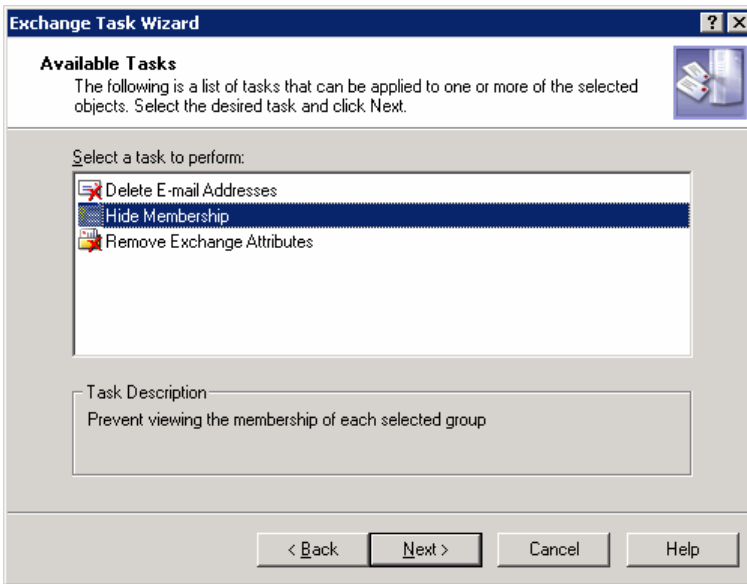 Exchange Task Wizard
Available Tasks
The following is a list of tasks that can be applied to one or more of the selected
objects. Select the desired task and click Next.
Select a task to perform:
Delete E-mail Addresses
Hide Membership
Remove Exchange Attributes
Task Description
Prevent viewing the membership of each selected group
< Back
Next >
Cancel
Help